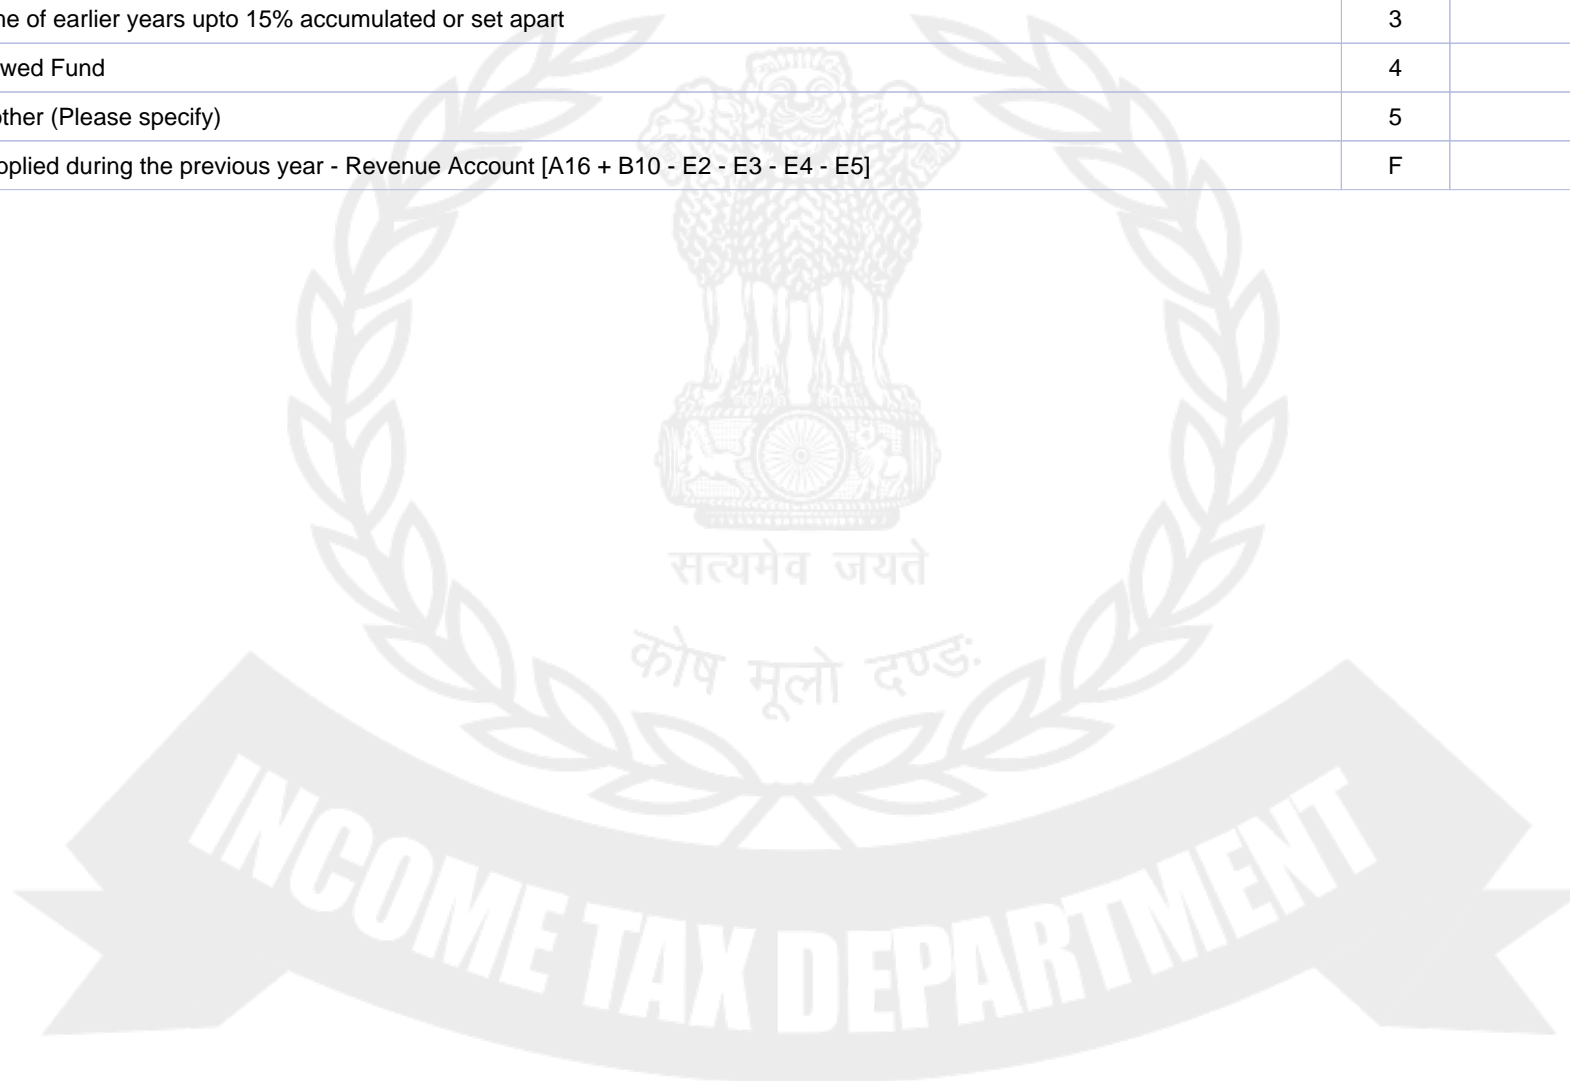 ne of earlier years upto 15% accumulated or set apart 3
wed Fund 4
other (Please specify) 5
pplied during the previous year - Revenue Account [A16 + B10 - E2 - E3 - E4 - E5] F
सत्यमेव जयते
कोष मूलो दण्डः
INCOME TAX DEPARTMENT